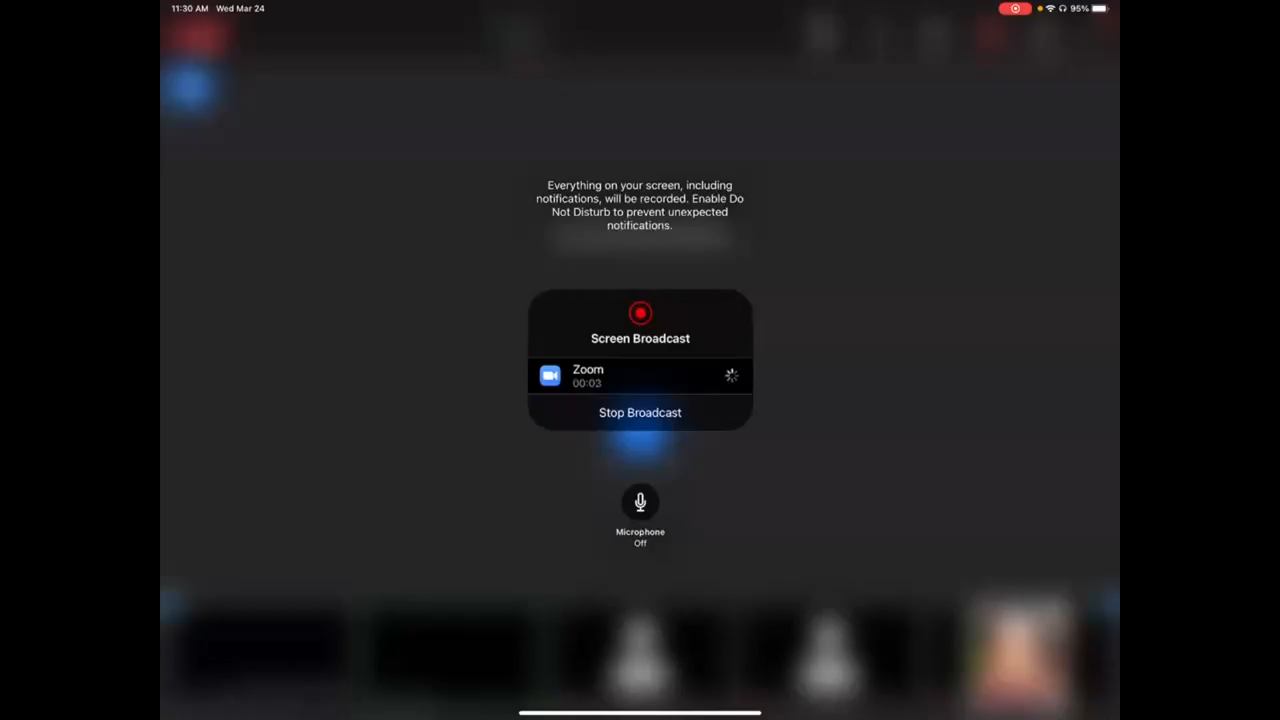 11:30 AM Wed Mar 24
95%
Everything on your screen, including
notifications, will be recorded. Enable Do
Not Disturb to prevent unexpected
notifications.
Screen Broadcast
Zoom
00:03
Stop Broadcast
Microphone
Off